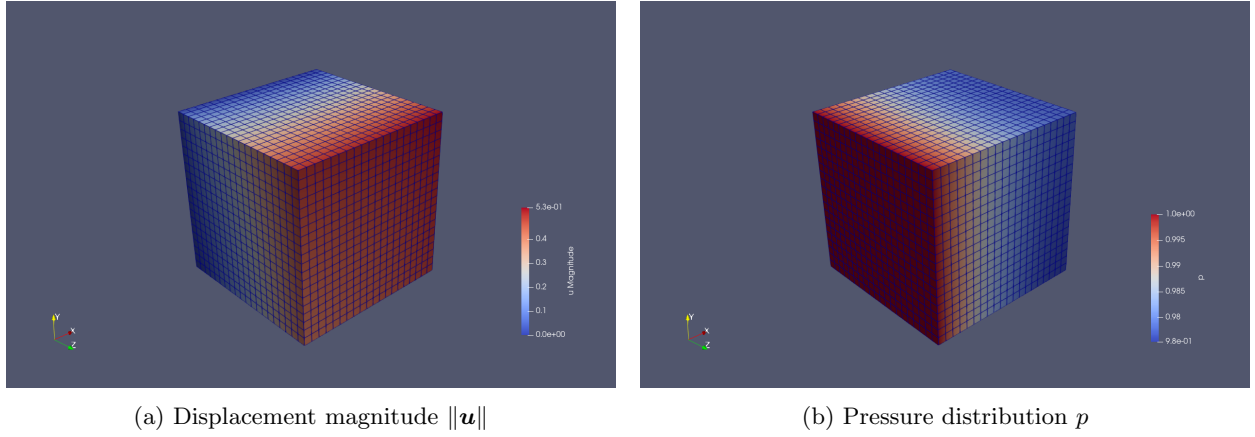 5.3e-01
0.4
0.3
0.2
0.1
0.0e+00
u Magnitude
Y
X
Z
1.0e+00
0.995
0.99
0.985
0.98
9.8e-01
p
Y
X
Z
(a) Displacement magnitude ∥𝒖∥
(b) Pressure distribution p